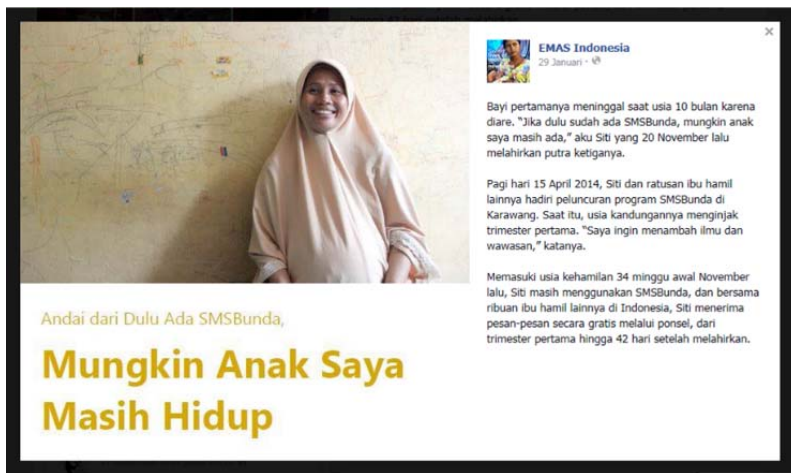 Andai dari Dulu Ada SMSBunda,
Mungkin Anak Saya
Masih Hidup
EMAS Indonesia
29 Januari ·
Bayi pertamanya meninggal saat usia 10 bulan karena
diare. "Jika dulu sudah ada SMSBunda, mungkin anak
saya masih ada," aku Siti yang 20 November lalu
melahirkan putra ketiganya.
Pagi hari 15 April 2014, Siti dan ratusan ibu hamil
lainnya hadiri peluncuran program SMSBunda di
Karawang. Saat itu, usia kandungannya menginjak
trimester pertama. "Saya ingin menambah ilmu dan
wawasan," katanya.
Memasuki usia kehamilan 34 minggu awal November
lalu, Siti masih menggunakan SMSBunda, dan bersama
ribuan ibu hamil lainnya di Indonesia, Siti menerima
pesan-pesan secara gratis melalui ponsel, dari
trimester pertama hingga 42 hari setelah melahirkan.